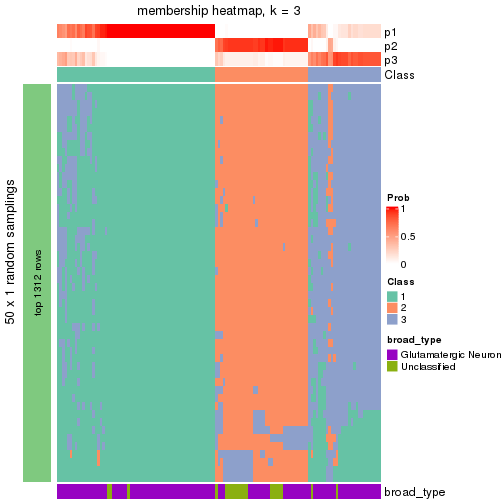 membership heatmap, k = 3
p1
p2
p3
Class
50 x 1 random samplings
top 1312 rows
Prob
1
0.5
0
Class
1
2
3
broad_type
Glutamatergic Neuron
Unclassified
broad_type